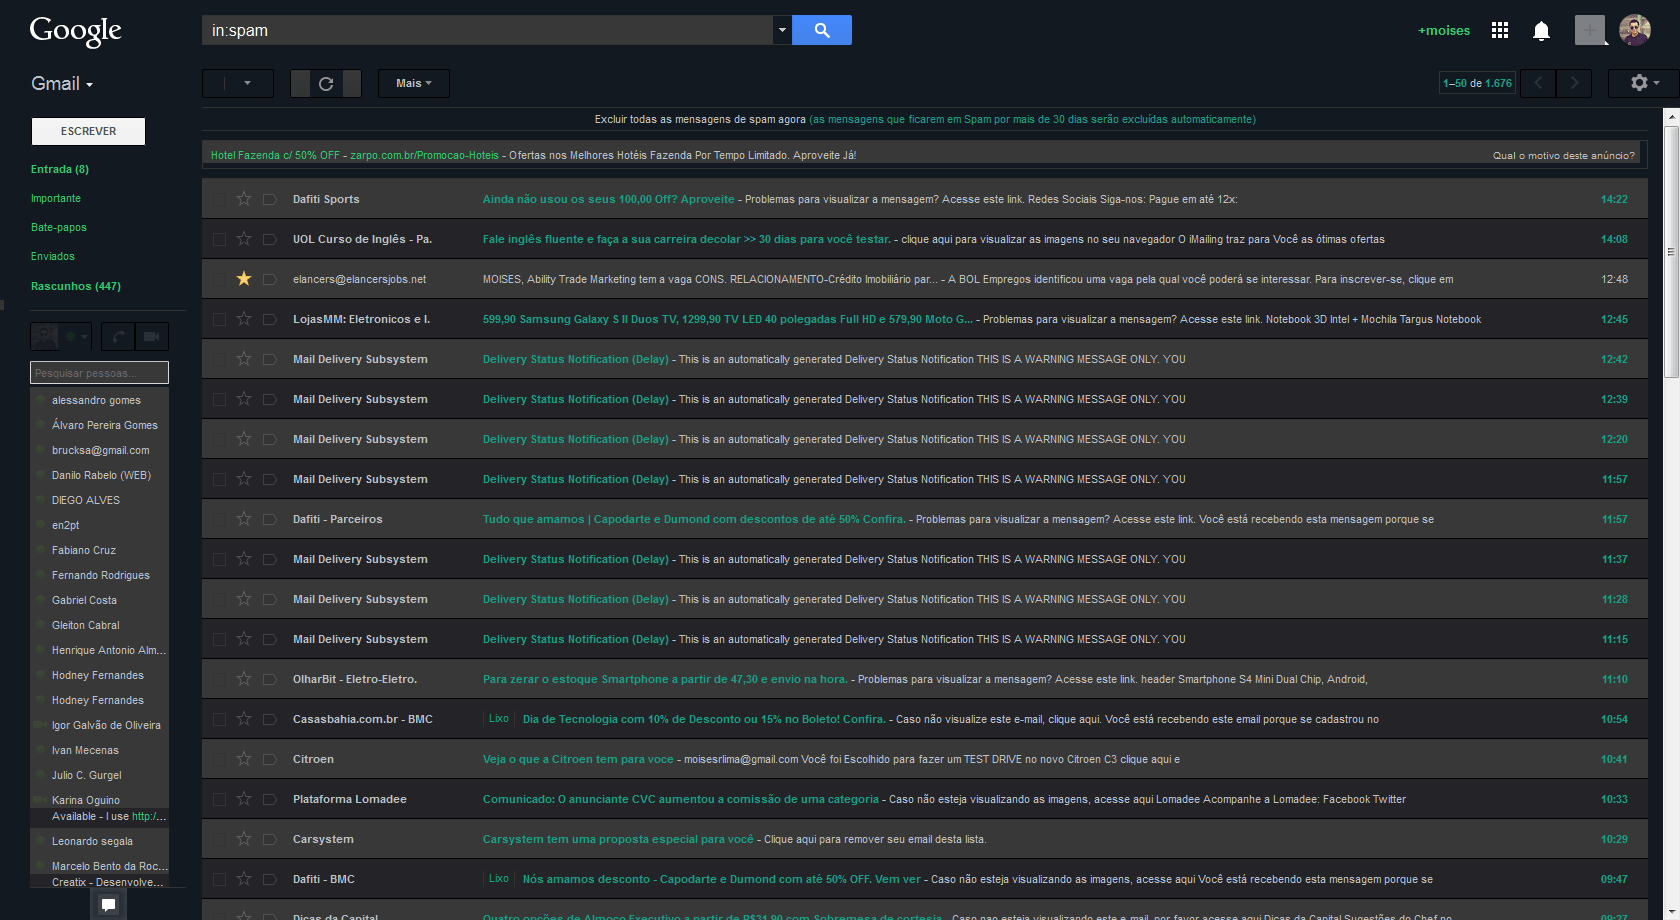 Google
in:spam
+moises
Gmail
Mais
1–50 de 1.676
ESCREVER
Entrada (8)
Importante
Bate-papos
Enviados
Rascunhos (447)
Pesquisar pessoas...
alessandro gomes
Álvaro Pereira Gomes
brucksa@gmail.com
Danilo Rabelo (WEB)
DIEGO ALVES
en2pt
Fabiano Cruz
Fernando Rodrigues
Gabriel Costa
Gleiton Cabral
Henrique Antonio Alm...
Hodney Fernandes
Hodney Fernandes
Igor Galvão de Oliveira
Ivan Mecenas
Julio C. Gurgel
Karina Oguino
Available - I use http:/...
Leonardo segala
Marcelo Bento da Roc...
Creatix - Desenvolve...
Excluir todas as mensagens de spam agora (as mensagens que ficarem em Spam por mais de 30 dias serão excluídas automaticamente)
Hotel Fazenda c/ 50% OFF - zarpo.com.br/Promocao-Hoteis - Ofertas nos Melhores Hotéis Fazenda Por Tempo Limitado. Aproveite Já! Qual o motivo deste anúncio?
Dafiti Sports Ainda não usou os seus 100,00 Off? Aproveite - Problemas para visualizar a mensagem? Acesse este link. Redes Sociais Siga-nos: Pague em até 12x: 14:22
UOL Curso de Inglês - Pa. Fale inglês fluente e faça a sua carreira decolar >> 30 dias para você testar. - clique aqui para visualizar as imagens no seu navegador O iMailing traz para Você as ótimas ofertas 14:08
elancers@elancersjobs.net MOISES, Ability Trade Marketing tem a vaga CONS. RELACIONAMENTO-Crédito Imobiliário par... - A BOL Empregos identificou uma vaga pela qual você poderá se interessar. Para inscrever-se, clique em 12:48
LojasMM: Eletronicos e I. 599,90 Samsung Galaxy S II Duos TV, 1299,90 TV LED 40 polegadas Full HD e 579,90 Moto G... - Problemas para visualizar a mensagem? Acesse este link. Notebook 3D Intel + Mochila Targus Notebook 12:45
Mail Delivery Subsystem Delivery Status Notification (Delay) - This is an automatically generated Delivery Status Notification THIS IS A WARNING MESSAGE ONLY. YOU 12:42
Mail Delivery Subsystem Delivery Status Notification (Delay) - This is an automatically generated Delivery Status Notification THIS IS A WARNING MESSAGE ONLY. YOU 12:39
Mail Delivery Subsystem Delivery Status Notification (Delay) - This is an automatically generated Delivery Status Notification THIS IS A WARNING MESSAGE ONLY. YOU 12:20
Mail Delivery Subsystem Delivery Status Notification (Delay) - This is an automatically generated Delivery Status Notification THIS IS A WARNING MESSAGE ONLY. YOU 11:57
Dafiti - Parceiros Tudo que amamos | Capodarte e Dumond com descontos de até 50% Confira. - Problemas para visualizar a mensagem? Acesse este link. Você está recebendo esta mensagem porque se 11:57
Mail Delivery Subsystem Delivery Status Notification (Delay) - This is an automatically generated Delivery Status Notification THIS IS A WARNING MESSAGE ONLY. YOU 11:37
Mail Delivery Subsystem Delivery Status Notification (Delay) - This is an automatically generated Delivery Status Notification THIS IS A WARNING MESSAGE ONLY. YOU 11:28
Mail Delivery Subsystem Delivery Status Notification (Delay) - This is an automatically generated Delivery Status Notification THIS IS A WARNING MESSAGE ONLY. YOU 11:15
OlharBit - Eletro-Eletro. Para zerar o estoque Smartphone a partir de 47,30 e envio na hora. - Problemas para visualizar a mensagem? Acesse este link. header Smartphone S4 Mini Dual Chip, Android, 11:10
Casasbahia.com.br - BMC Lixo Dia de Tecnologia com 10% de Desconto ou 15% no Boleto! Confira. - Caso não visualize este e-mail, clique aqui. Você está recebendo este email porque se cadastrou no 10:54
Citroen Veja o que a Citroen tem para voce - moisesrlima@gmail.com Você foi Escolhido para fazer um TEST DRIVE no novo Citroen C3 clique aqui e 10:41
Plataforma Lomadee Comunicado: O anunciante CVC aumentou a comissão de uma categoria - Caso não esteja visualizando as imagens, acesse aqui Lomadee Acompanhe a Lomadee: Facebook Twitter 10:33
Carsystem Carsystem tem uma proposta especial para você - Clique aqui para remover seu email desta lista. 10:29
Dafiti - BMC Lixo Nós amamos desconto - Capodarte e Dumond com até 50% OFF. Vem ver - Caso não esteja visualizando as imagens, acesse aqui Você está recebendo esta mensagem porque se 09:47
Dicas da Capital Quatro opções de Almoço Executivo a partir de R$31,90 com Sobremesa de cortesia - Caso não esteja visualizando este e-mail, por favor acesse aqui Dicas da Capital Sugestões do Chef no 09:27